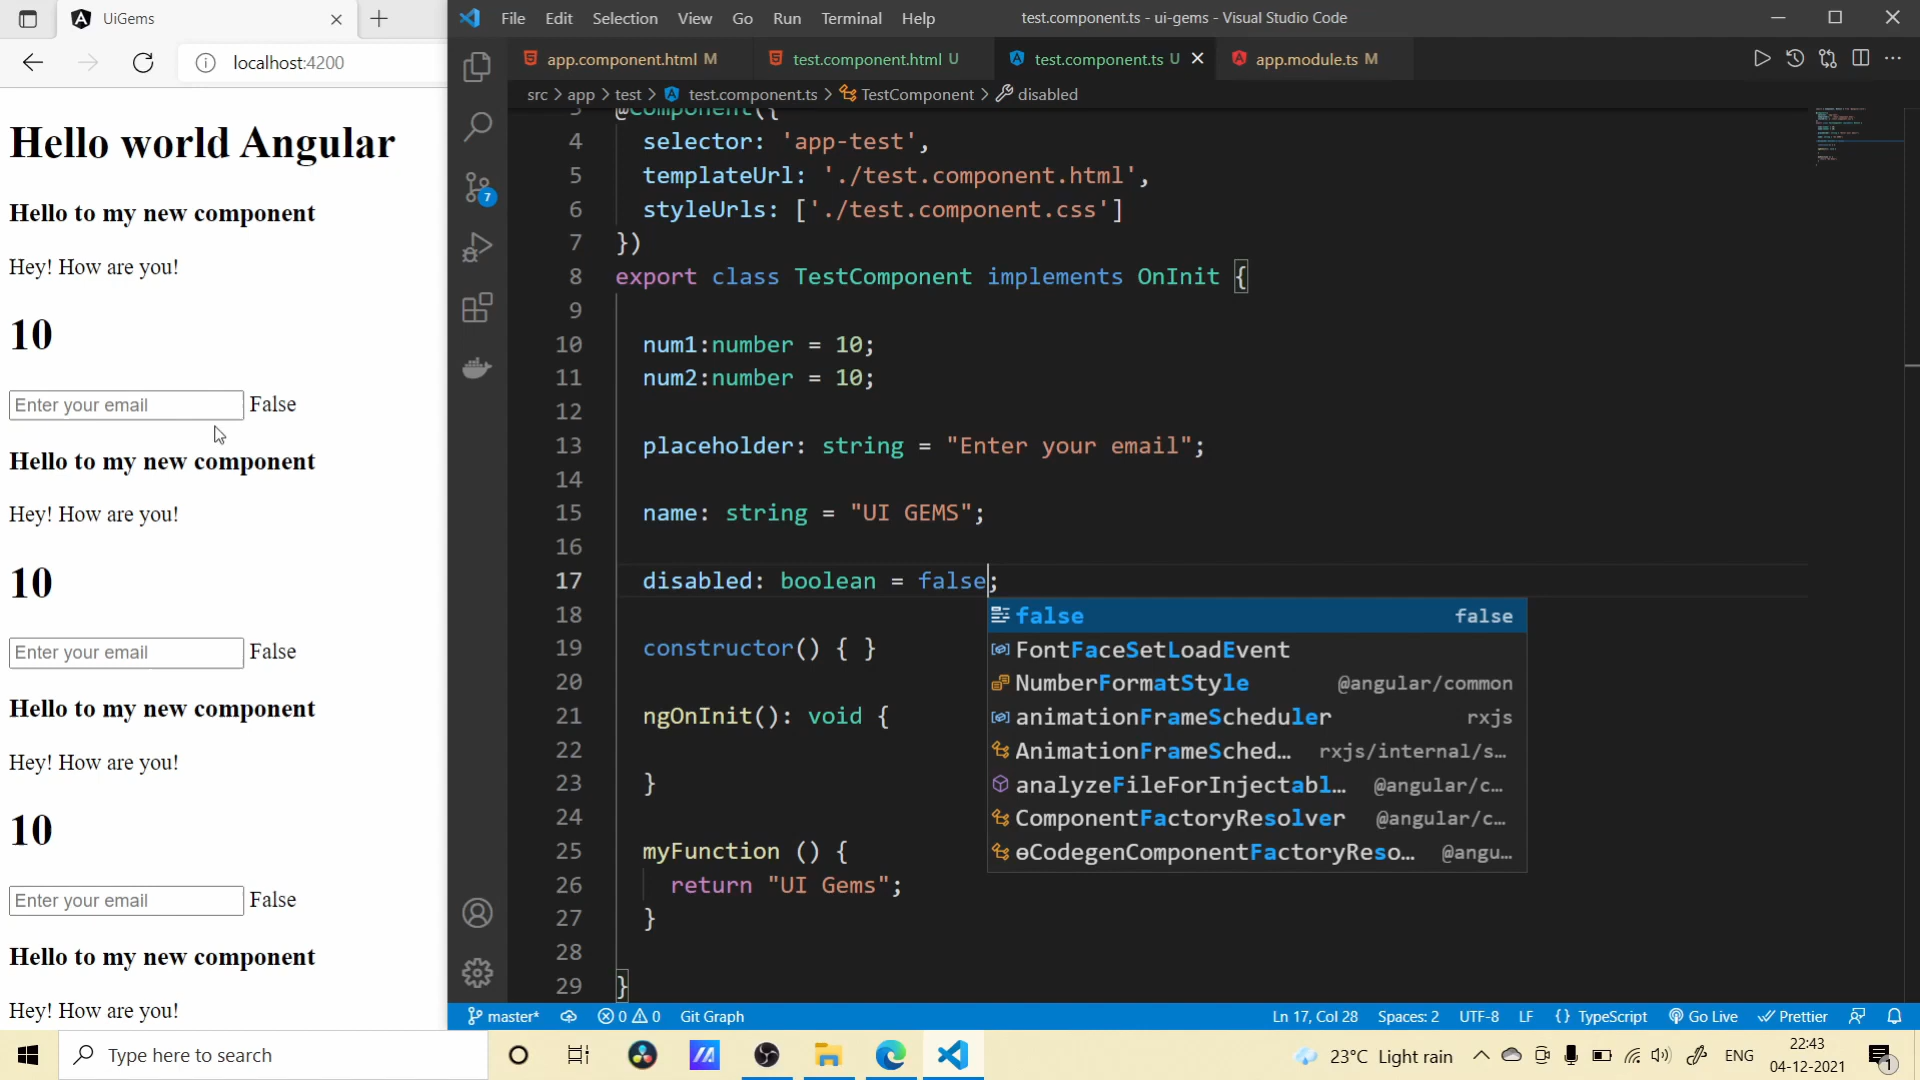 UiGems
localhost:4200
Hello world Angular
Hello to my new component
Hey! How are you!
10
Enter your email False
Hello to my new component
Hey! How are you!
10
Enter your email False
Hello to my new component
Hey! How are you!
10
Enter your email False
Hello to my new component
Hey! How are you!
File Edit Selection View Go Run Terminal Help
test.component.ts - ui-gems - Visual Studio Code
app.component.html M
test.component.html U
test.component.ts U
app.module.ts M
src > app > test > test.component.ts > TestComponent > disabled
7
3 @Component({
4 selector: 'app-test',
5 templateUrl: './test.component.html',
6 styleUrls: ['./test.component.css']
7 })
8 export class TestComponent implements OnInit {
9
10 num1:number = 10;
11 num2:number = 10;
12
13 placeholder: string = "Enter your email";
14
15 name: string = "UI GEMS";
16
17 disabled: boolean = false;
18
19 constructor() { }
20
21 ngOnInit(): void {
22
23 }
24
25 myFunction () {
26 return "UI Gems";
27 }
28
29 }
false false
FontFaceSetLoadEvent
NumberFormatStyle @angular/common
animationFrameScheduler rxjs
AnimationFrameSched… rxjs/internal/s…
analyzeFileForInjectabl… @angular/c…
ComponentFactoryResolver @angular/c…
ɵCodegenComponentFactoryReso… @angu…
master* 0 0 Git Graph
Ln 17, Col 28 Spaces: 2 UTF-8 LF {} TypeScript Go Live Prettier
Type here to search
23°C Light rain
ENG
22:43
04-12-2021
1